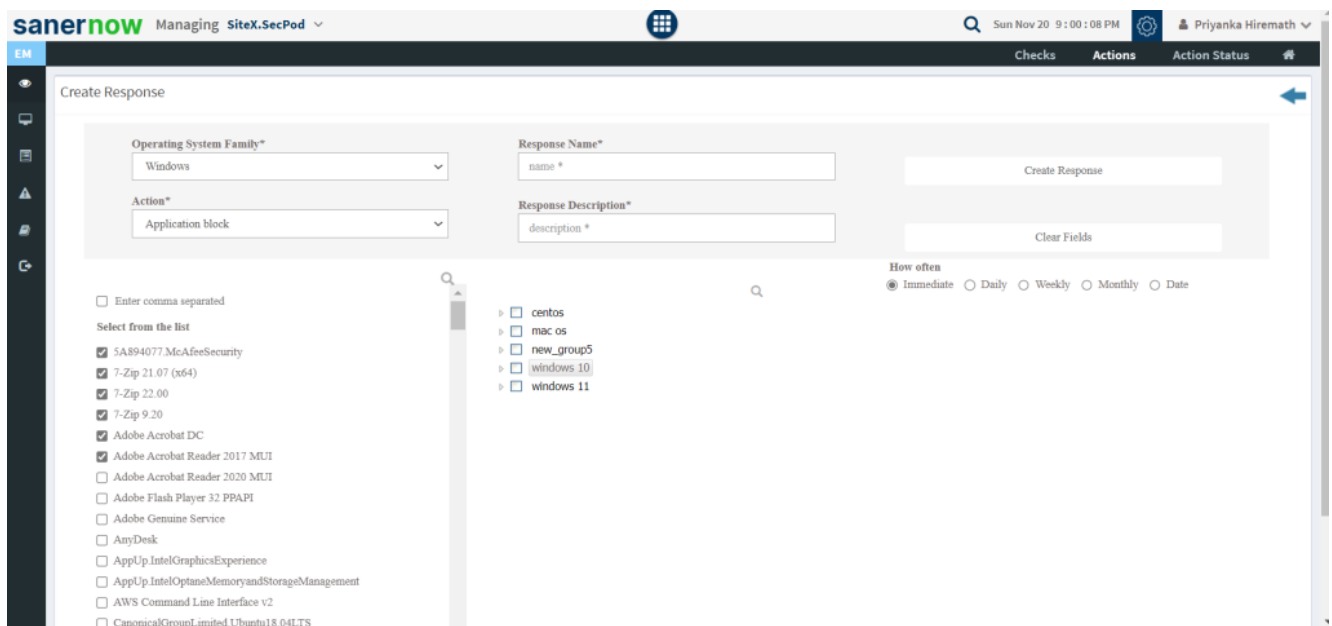 sanernow Managing SiteX.SecPod Sun Nov 20 9:00:08 PM Priyanka Hiremath
EM Checks Actions Action Status
Create Response
Operating System Family* Response Name*
Windows name * Create Response
Action* Response Description*
Application block description * Clear Fields
How often
Immediate Daily Weekly Monthly Date
Enter comma separated
Select from the list
5A894077.McAfeeSecurity
7-Zip 21.07 (x64)
7-Zip 22.00
7-Zip 9.20
Adobe Acrobat DC
Adobe Acrobat Reader 2017 MUI
Adobe Acrobat Reader 2020 MUI
Adobe Flash Player 32 PPAPI
Adobe Genuine Service
AnyDesk
AppUp.IntelGraphicsExperience
AppUp.IntelOptaneMemoryandStorageManagement
AWS Command Line Interface v2
CanonicalGroupLimited.Ubuntu18.04LTS
centos
mac os
new_group5
windows 10
windows 11